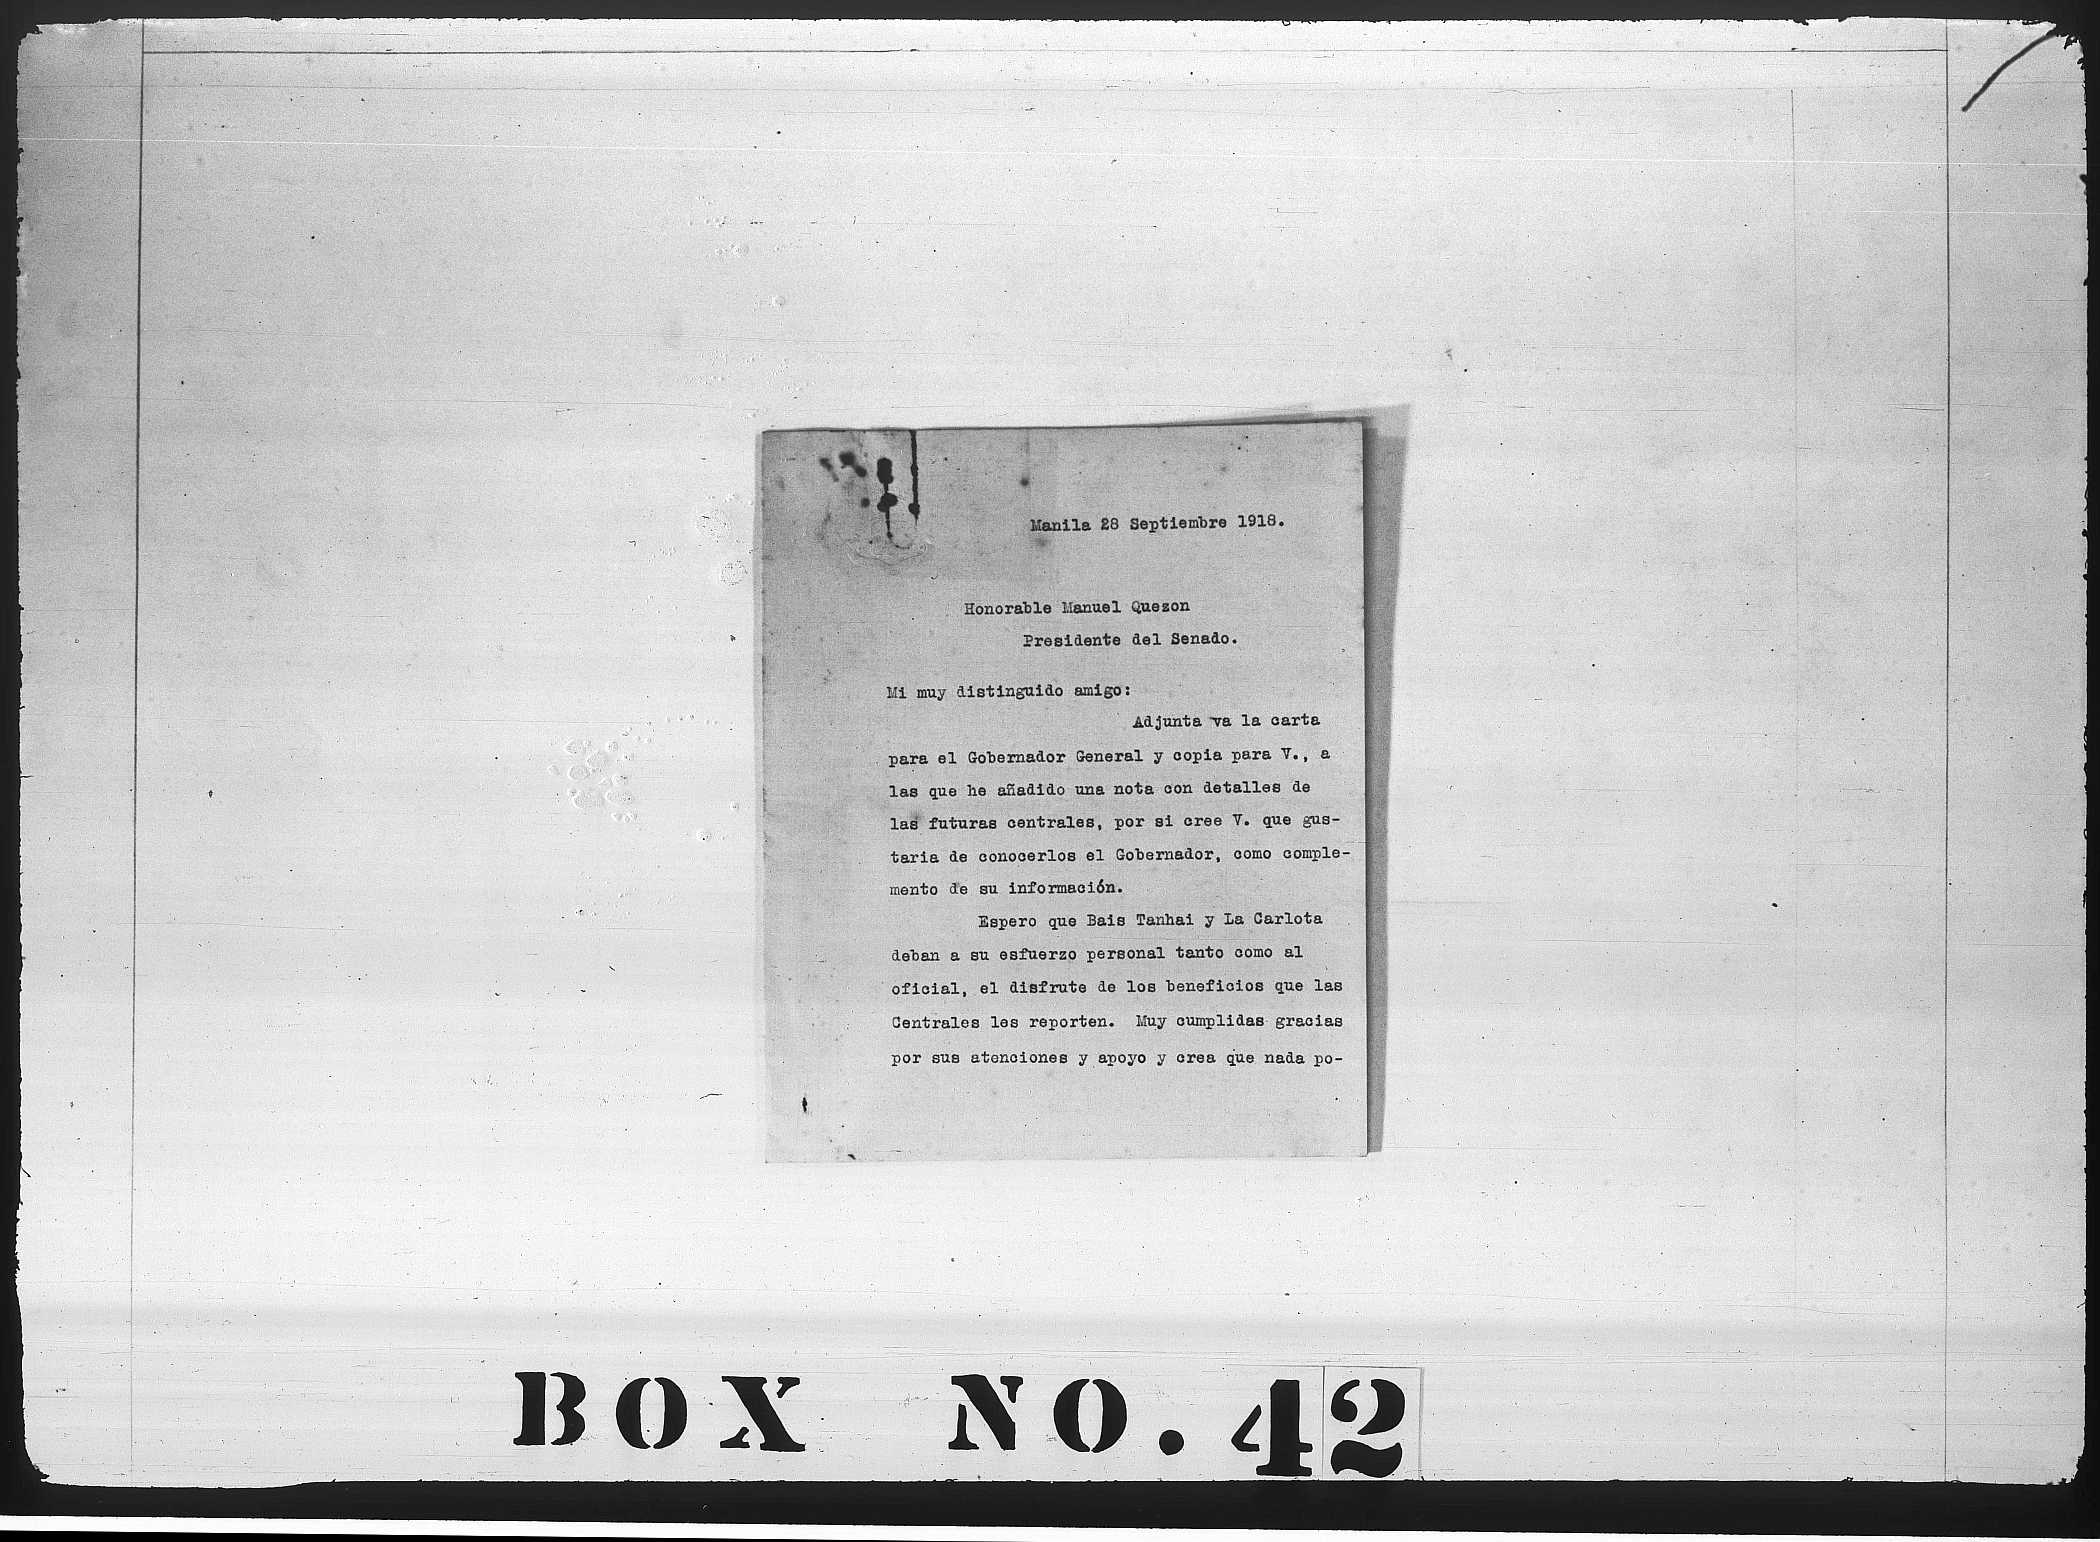 Manila 28 Septiembre 1918.
Honorable Manuel Quezon
Presidente del Senado.
Mi muy distinguido amigo:
Adjunta va la carta
para el Gobernador General y copia para V., a
las que he añadido una nota con detalles de
las futuras centrales, por si cree V. que gus-
taria de conocerlos el Gobernador, como comple-
mento de su información.
Espero que Bais Tanhai y La Carlota
deban a su esfuerzo personal tanto como al
oficial, el disfrute de los beneficios que las
Centrales les reporten. Muy cumplidas gracias
por sus atenciones y apoyo y crea que nada po-
BOX NO. 42